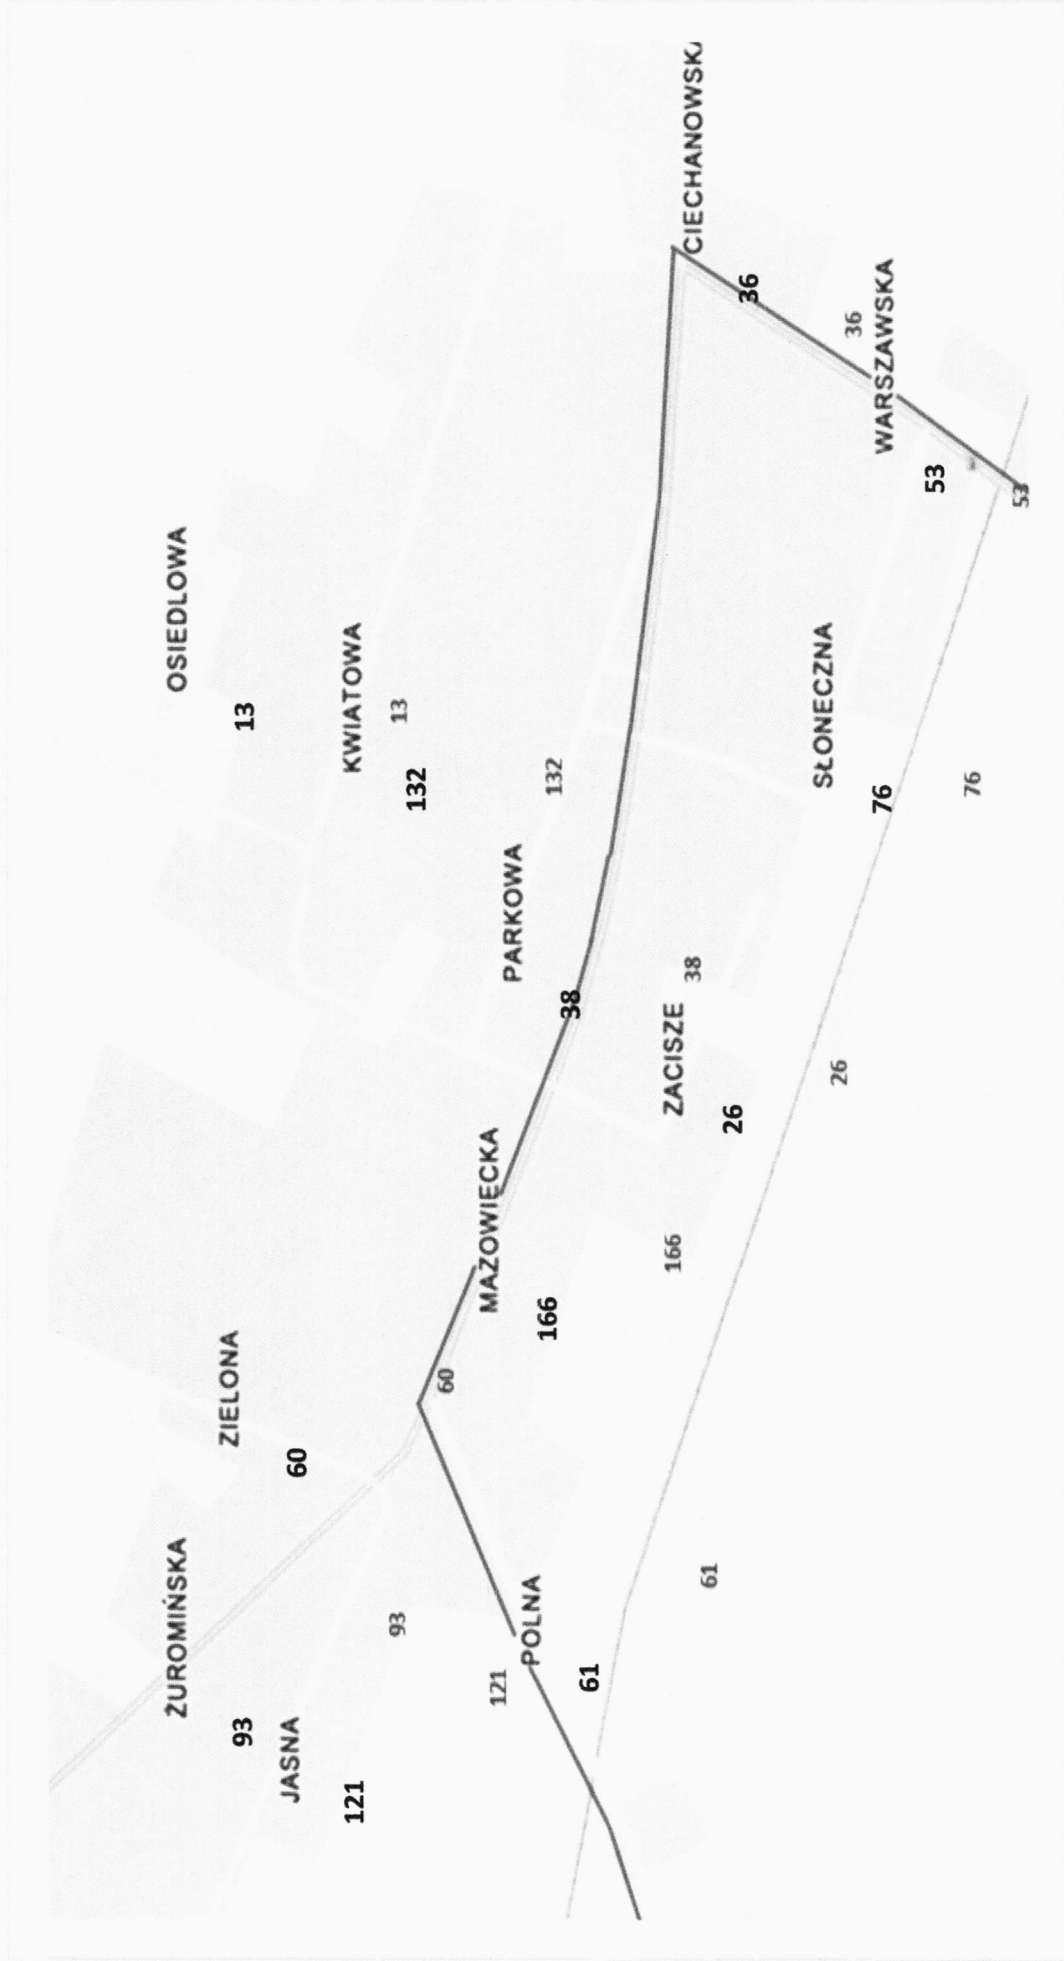 ŻUROMIŃSKA
93
93
JASNA
121
121
ZIELONA
60
60
OSIEDLOWA
13
13
KWIATOWA
132
132
POLNA
61
61
MAZOWIECKA
166
166
PARKOWA
38
38
ZACISZE
26
26
SŁONECZNA
76
76
CIECHANOWSKA
36
36
WARSZAWSKA
53
53